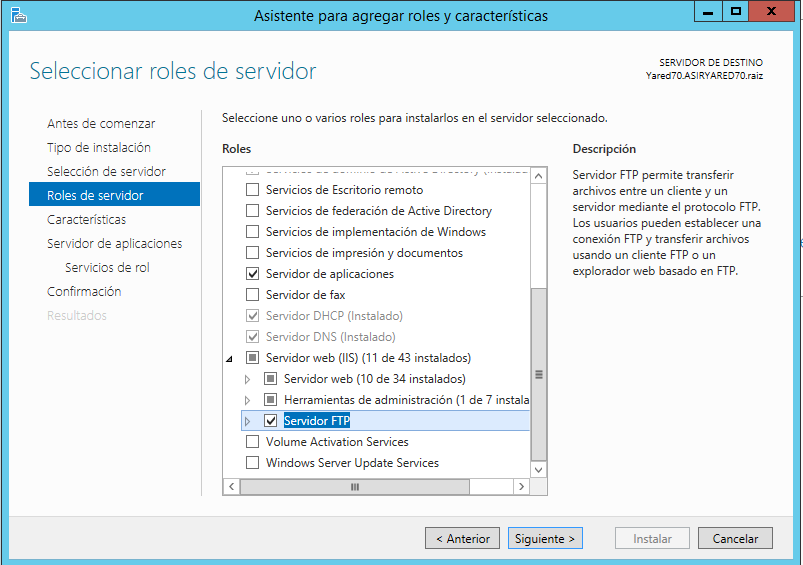 Asistente para agregar roles y características
Seleccionar roles de servidor
SERVIDOR DE DESTINO
Yared70.ASIRYARED70.raiz
Antes de comenzar
Tipo de instalación
Selección de servidor
Roles de servidor
Características
Servidor de aplicaciones
Servicios de rol
Confirmación
Resultados
Seleccione uno o varios roles para instalarlos en el servidor seleccionado.
Roles
Servicios de dominio de Active Directory (Instalado
Servicios de Escritorio remoto
Servicios de federación de Active Directory
Servicios de implementación de Windows
Servicios de impresión y documentos
Servidor de aplicaciones
Servidor de fax
Servidor DHCP (Instalado)
Servidor DNS (Instalado)
Servidor web (IIS) (11 de 43 instalados)
Servidor web (10 de 34 instalados)
Herramientas de administración (1 de 7 instala
Servidor FTP
Volume Activation Services
Windows Server Update Services
Descripción
Servidor FTP permite transferir
archivos entre un cliente y un
servidor mediante el protocolo FTP.
Los usuarios pueden establecer una
conexión FTP y transferir archivos
usando un cliente FTP o un
explorador web basado en FTP.
< Anterior
Siguiente >
Instalar
Cancelar